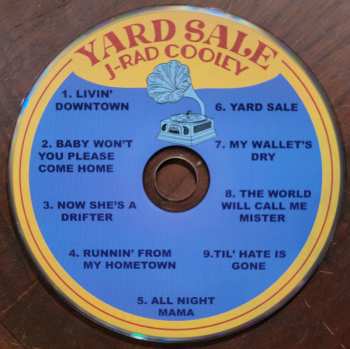 YARD SALE
J-RAD COOLEY
1. LIVIN'
DOWNTOWN
2. BABY WON'T
YOU PLEASE
COME HOME
3. NOW SHE'S A
DRIFTER
4. RUNNIN' FROM
MY HOMETOWN
5. ALL NIGHT
MAMA
6. YARD SALE
7. MY WALLET'S
DRY
8. THE WORLD
WILL CALL ME
MISTER
9.TIL' HATE IS
GONE